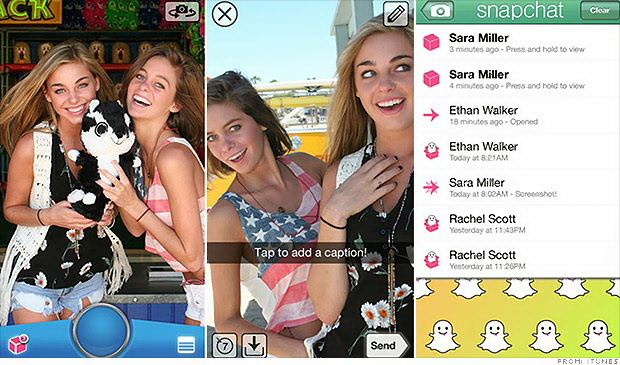 ACK
Tap to add a caption!
7
Send
snapchat
Clear
Sara Miller
3 minutes ago - Press and hold to view
Sara Miller
4 minutes ago - Press and hold to view
Ethan Walker
18 minutes ago - Opened
Ethan Walker
Today at 8:21AM
Sara Miller
Today at 8:02AM - Screenshot!
Rachel Scott
Yesterday at 11:43PM
Rachel Scott
Yesterday at 11:26PM
FROM: ITUNES